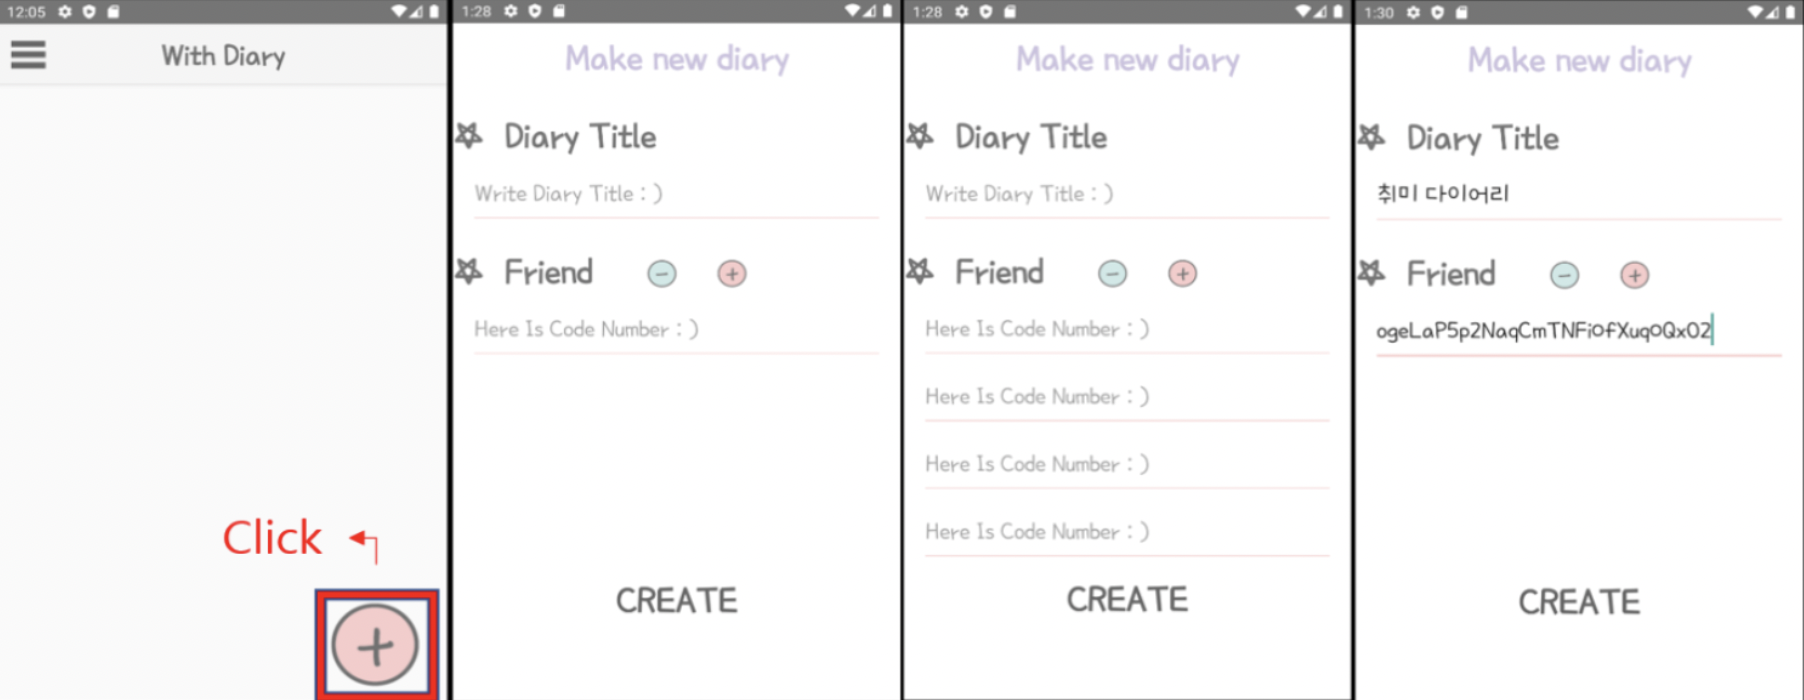 12:05
With Diary
Click
1:28
Make new diary
Diary Title
Write Diary Title : )
Friend
Here Is Code Number : )
CREATE
1:28
Make new diary
Diary Title
Write Diary Title : )
Friend
Here Is Code Number : )
Here Is Code Number : )
Here Is Code Number : )
Here Is Code Number : )
CREATE
1:30
Make new diary
Diary Title
취미 다이어리
Friend
ogeLaP5p2NaqCmTNFiofXuqoQx02
CREATE